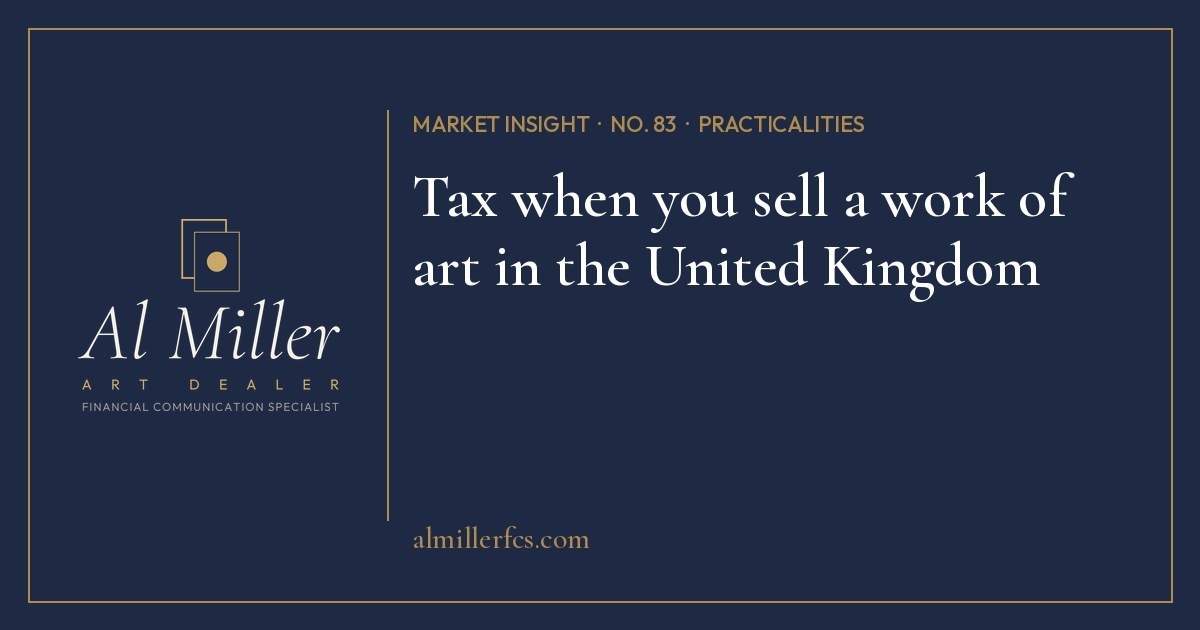 MARKET INSIGHT · NO. 83 · PRACTICALITIES
Tax when you sell a work of
art in the United Kingdom
Al Miller
ART DEALER
FINANCIAL COMMUNICATION SPECIALIST
almillerfcs.com